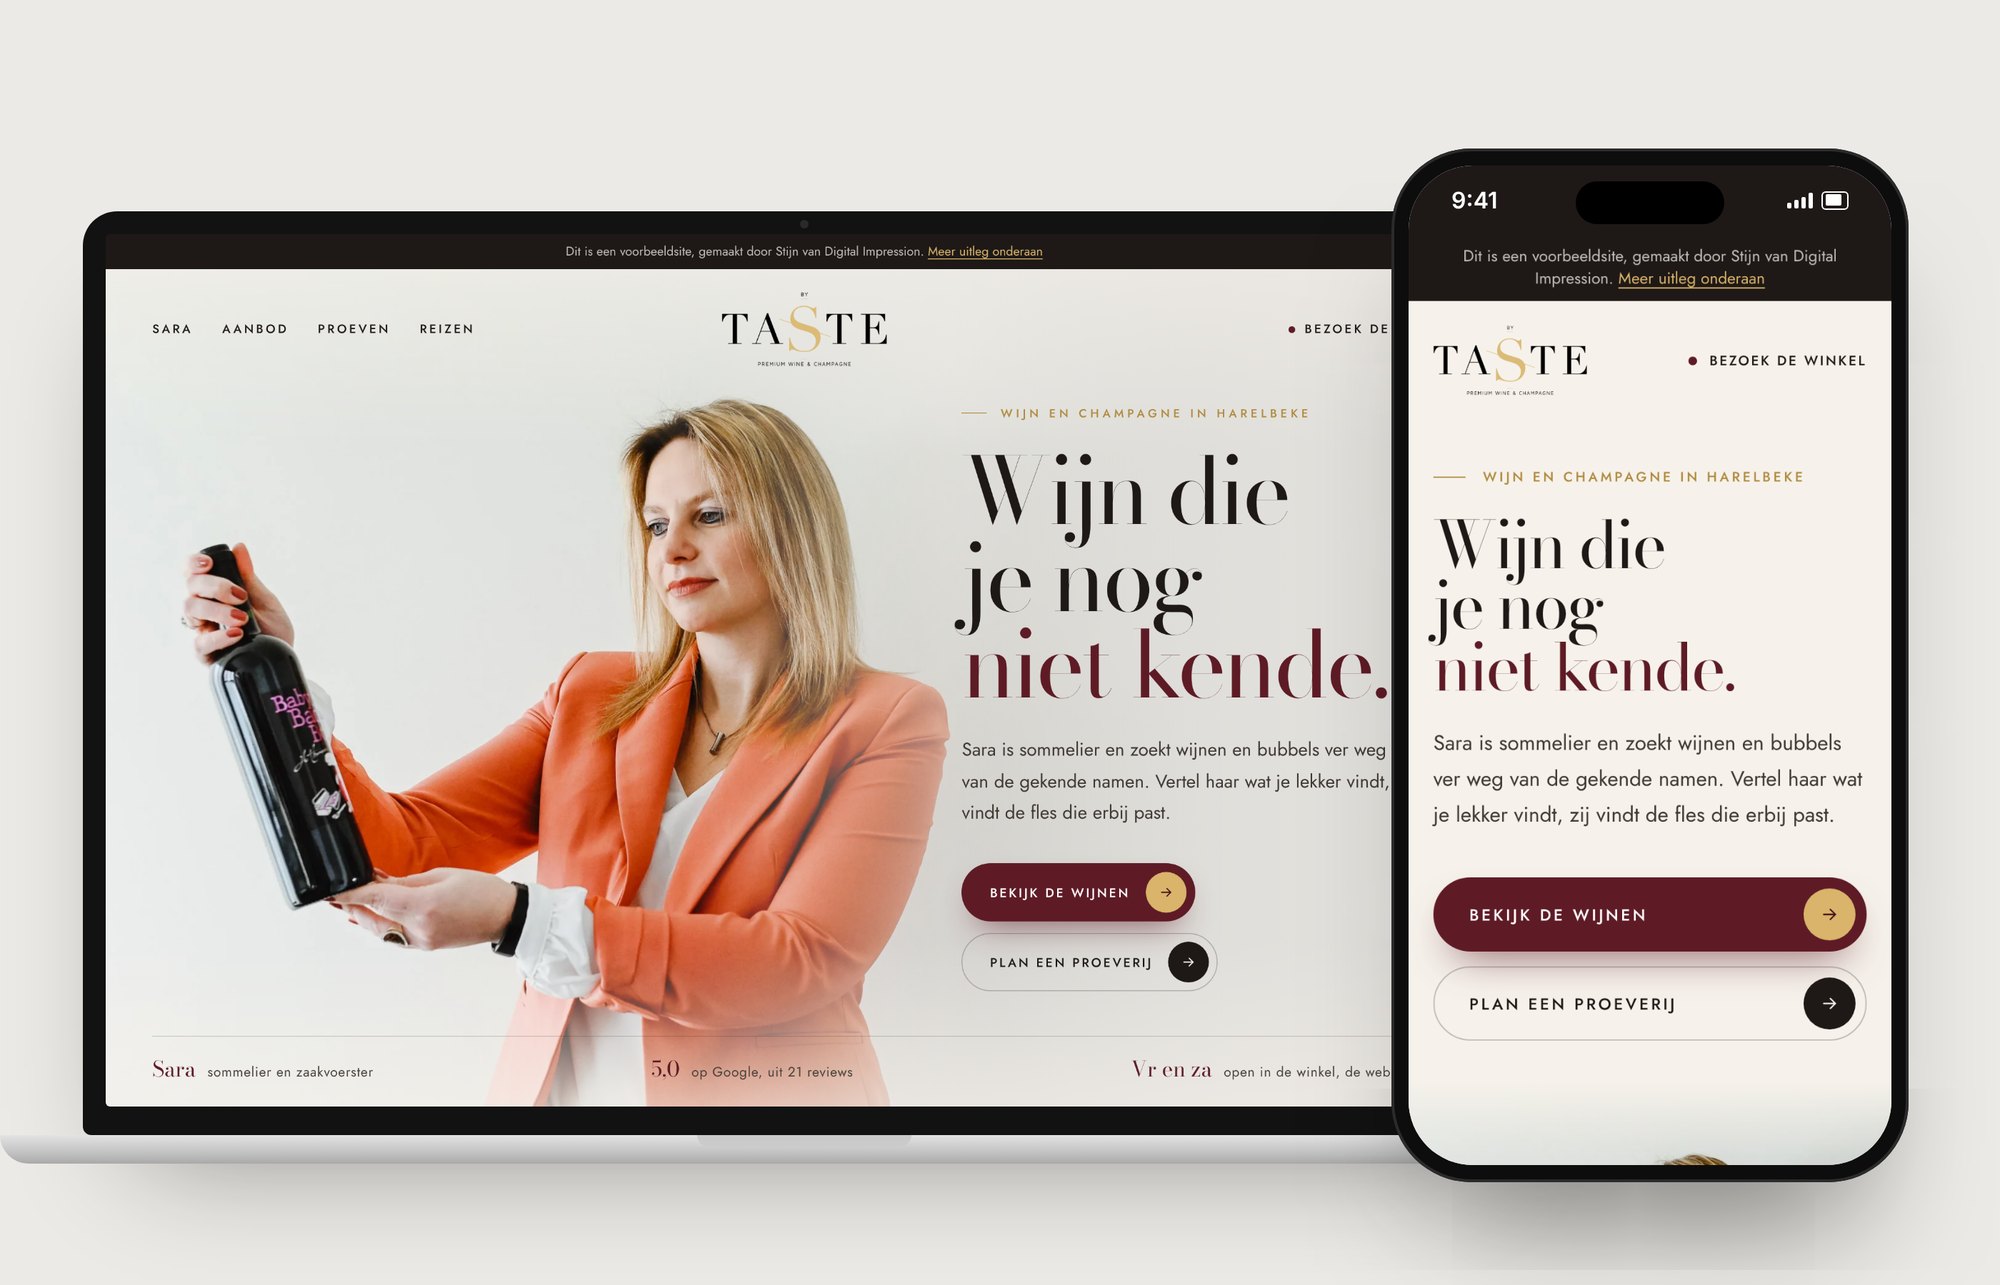 Dit is een voorbeeldsite, gemaakt door Stijn van Digital Impression. Meer uitleg onderaan
SARA AANBOD PROEVEN REIZEN
BY
TASTE
PREMIUM WINE & CHAMPAGNE
BEZOEK DE
WIJN EN CHAMPAGNE IN HARELBEKE
Wijn die
je nog
niet kende.
Sara is sommelier en zoekt wijnen en bubbels ver weg
van de gekende namen. Vertel haar wat je lekker vindt,
vindt de fles die erbij past.
BEKIJK DE WIJNEN
PLAN EEN PROEVERIJ
Sara sommelier en zaakvoerster
5.0 op Google, uit 21 reviews
Vr en za open in de winkel, de web
9:41
Dit is een voorbeeldsite, gemaakt door Stijn van Digital
Impression. Meer uitleg onderaan
BY
TASTE
PREMIUM WINE & CHAMPAGNE
BEZOEK DE WINKEL
WIJN EN CHAMPAGNE IN HARELBEKE
Wijn die
je nog
niet kende.
Sara is sommelier en zoekt wijnen en bubbels
ver weg van de gekende namen. Vertel haar wat
je lekker vindt, zij vindt de fles die erbij past.
BEKIJK DE WIJNEN
PLAN EEN PROEVERIJ